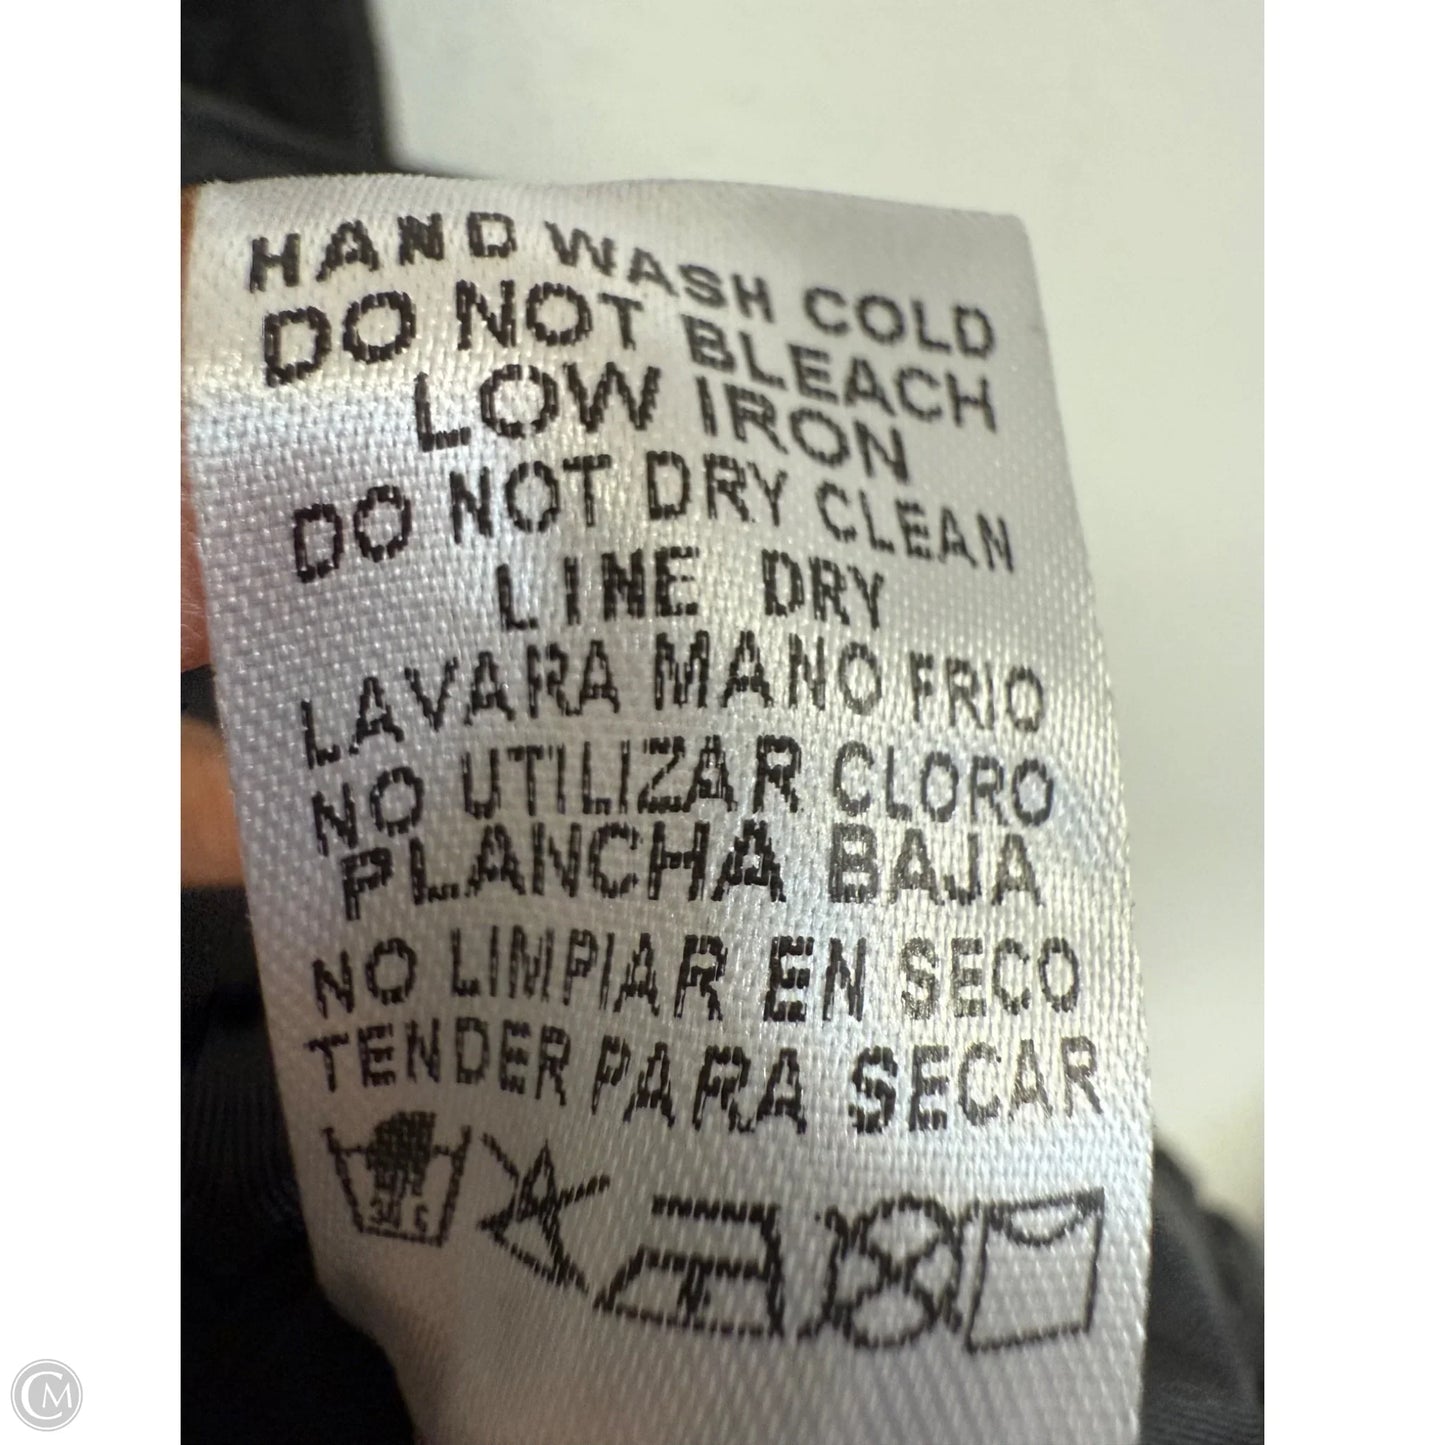 HAND WASH COLD
DO NOT BLEACH
LOW IRON
DO NOT DRY CLEAN
LINE DRY
LAVARA MANO FRIO
NO UTILIZAR CLORO
PLANCHA BAJA
NO LIMPIAR EN SECO
TENDER PARA SECAR
CM